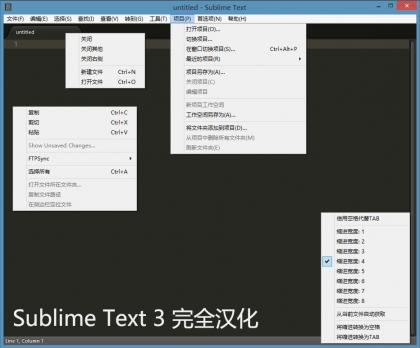 untitled - Sublime Text
文件(F) 编辑(E) 选择(S) 查找(I) 查看(V) 转到(G) 工具(T) 项目(P) 首选项(N) 帮助(H)
untitled
关闭
关闭其他
关闭右侧
新建文件 Ctrl+N
打开文件 Ctrl+O
打开项目(O)...
切换项目...
在窗口切换项目(S)... Ctrl+Alt+P
最近的项目(R)
项目另存为(A)...
关闭项目(C)
编辑项目
新项目工作空间
工作空间另存为(A)...
将文件夹添加到项目(D)...
从项目中删除所有文件夹(M)
刷新文件夹(E)
1
复制 Ctrl+C
剪切 Ctrl+X
粘贴 Ctrl+V
Show Unsaved Changes...
FTPSync
选择所有 Ctrl+A
打开文件所在文件夹...
复制文件路径
在侧边栏定位文件
使用空格代替TAB
缩进宽度: 1
缩进宽度: 2
缩进宽度: 3
缩进宽度: 4
缩进宽度: 5
缩进宽度: 6
缩进宽度: 7
缩进宽度: 8
从当前文件自动获取
将缩进转换为空格
将缩进转换为TAB
Sublime Text 3 完全汉化
Line 1, Column 1